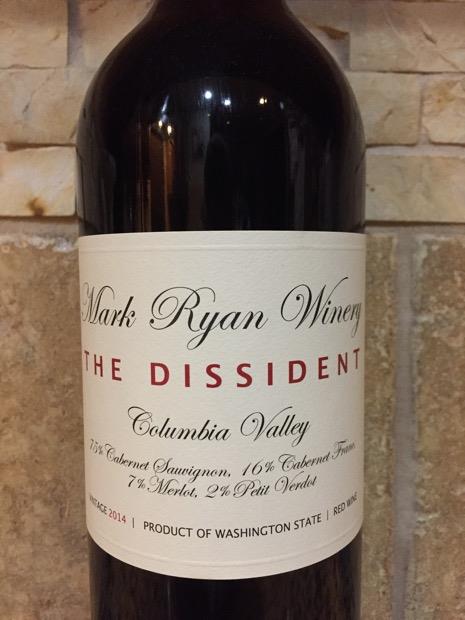 Mark Ryan Winery
THE DISSIDENT
Columbia Valley
75% Cabernet Sauvignon, 16% Cabernet Franc,
7% Merlot, 2% Petit Verdot
VINTAGE 2014 | PRODUCT OF WASHINGTON STATE | RED WINE